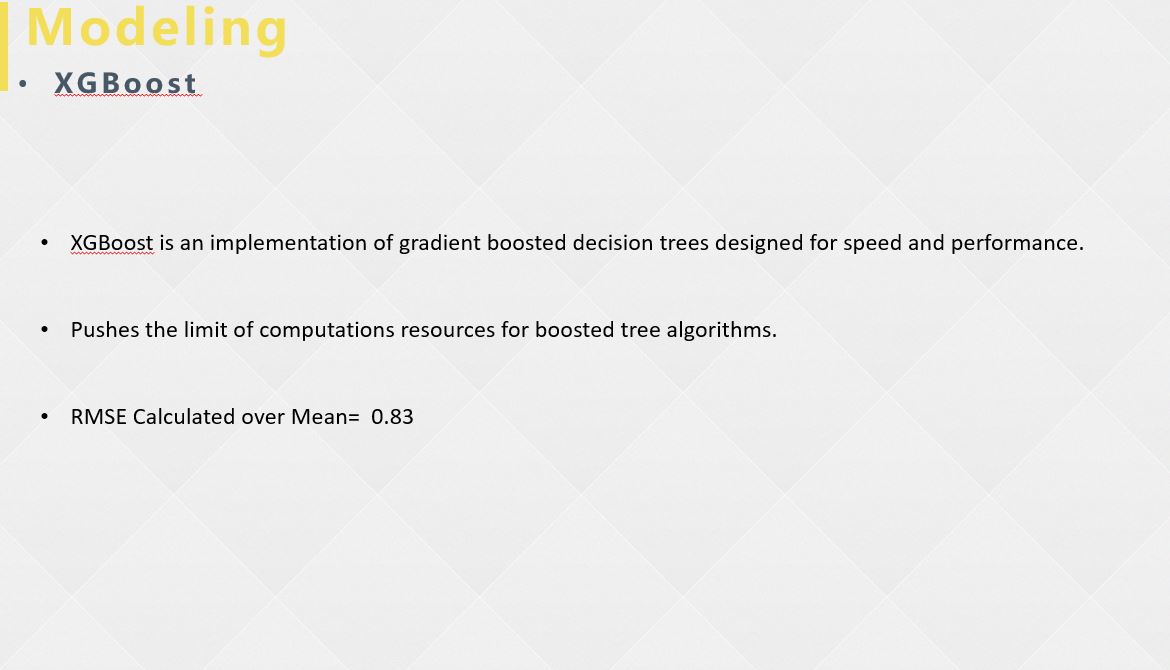 Modeling
• XGBoost
• XGBoost is an implementation of gradient boosted decision trees designed for speed and performance.
• Pushes the limit of computations resources for boosted tree algorithms.
• RMSE Calculated over Mean=  0.83